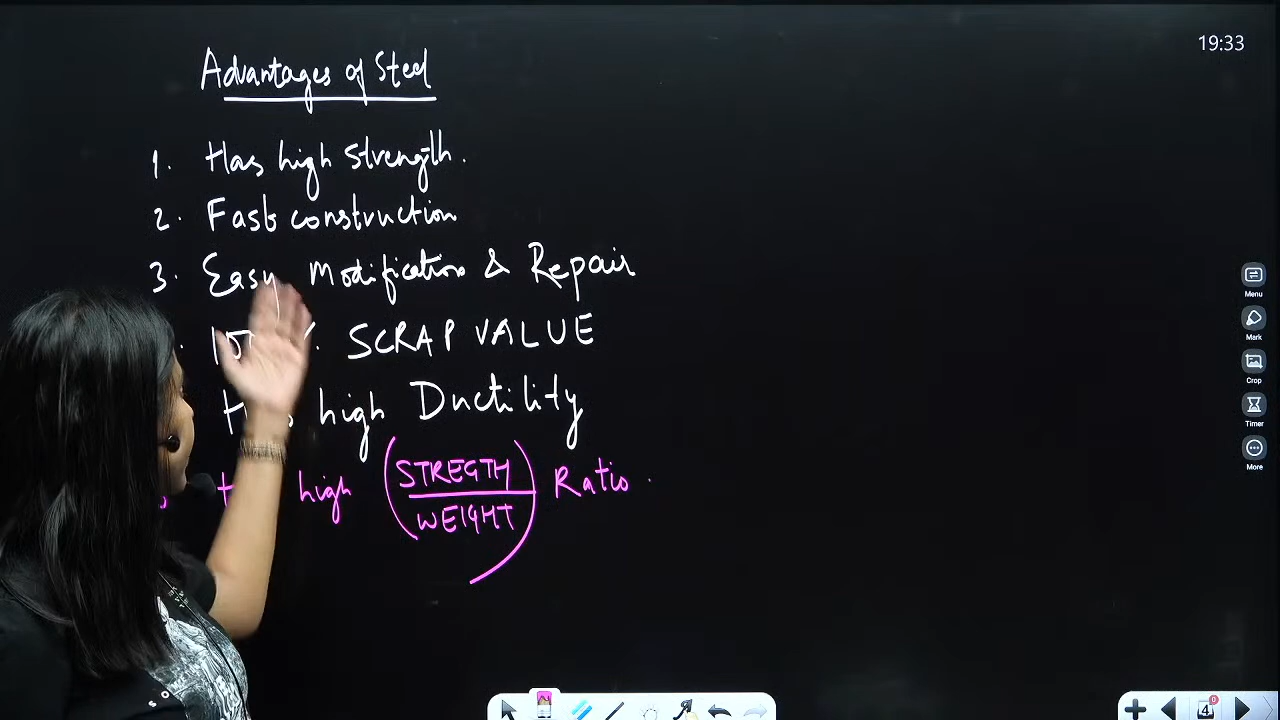 19:33
Advantages of Steel
1. Has high strength.
2. Fast construction
3. Easy Modification & Repair
SCRAP VALUE
high Ductility
high (STREGTH / WEIGHT) Ratio.
Menu
Mark
Crop
Timer
More
4